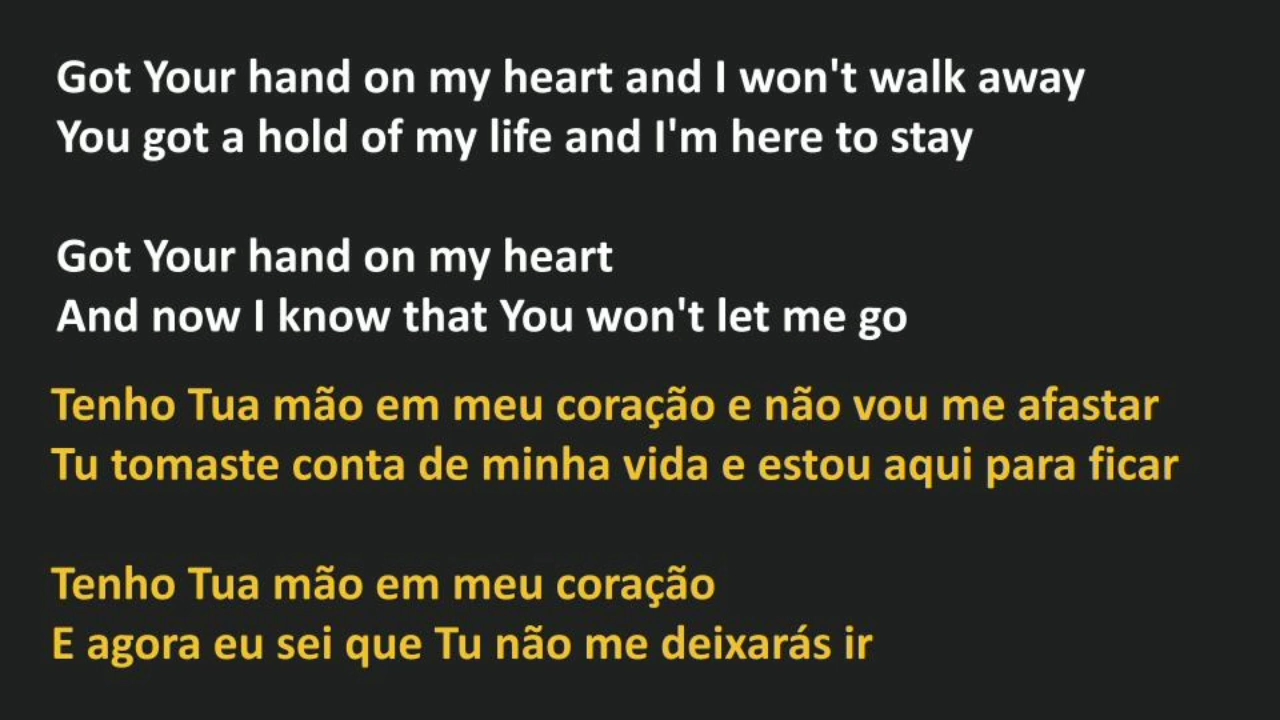 Got Your hand on my heart and I won't walk away
You got a hold of my life and I'm here to stay
Got Your hand on my heart
And now I know that You won't let me go
Tenho Tua mão em meu coração e não vou me afastar
Tu tomaste conta de minha vida e estou aqui para ficar
Tenho Tua mão em meu coração
E agora eu sei que Tu não me deixarás ir